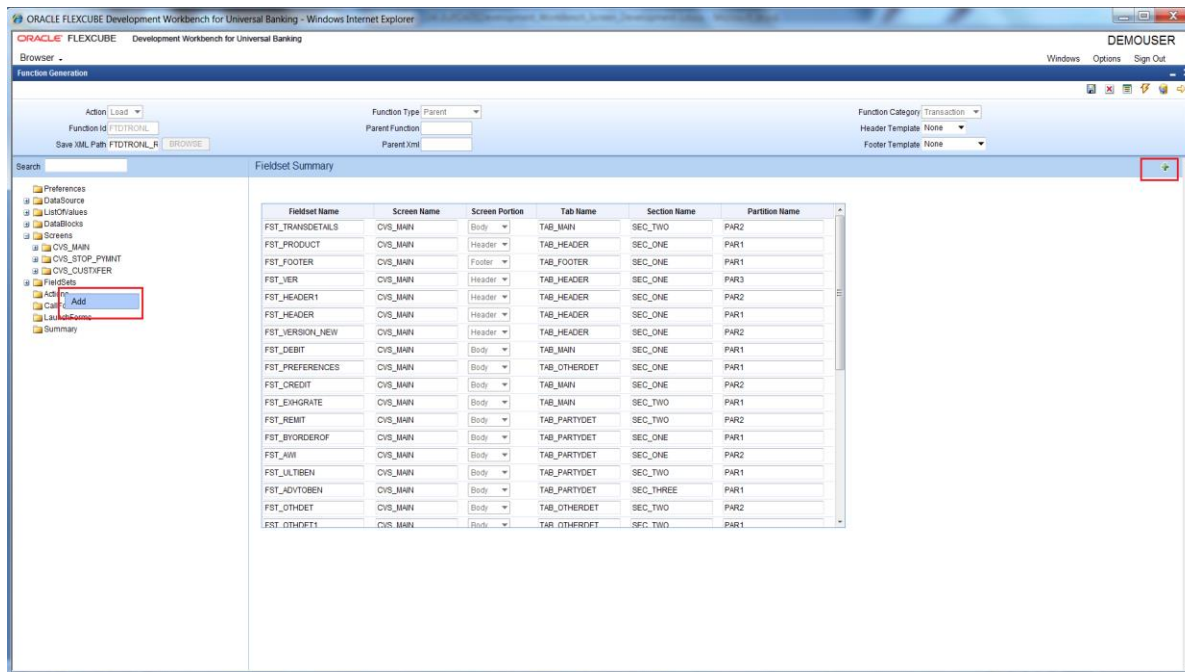 ORACLE FLEXCUBE Development Workbench for Universal Banking - Windows Internet Explorer
ORACLE FLEXCUBE Development Workbench for Universal Banking DEMOUSER
Browser Windows Options Sign Out
Function Generation
Action Load Function Type Parent Function Category Transaction
Function Id FTDTRONL Parent Function Header Template None
Save XML Path FTDTRONL_R BROWSE Parent Xml Footer Template None
Search Fieldset Summary
Preferences
DataSource
ListOfValues
DataBlocks
Screens
CVS_MAIN
CVS_STOP_PYMNT
CVS_CUSTXFER
FieldSets
Actions
Add
CallFo
LaunchForms
Summary
Fieldset Name Screen Name Screen Portion Tab Name Section Name Partition Name
FST_TRANSDETAILS CVS_MAIN Body TAB_MAIN SEC_TWO PAR2
FST_PRODUCT CVS_MAIN Header TAB_HEADER SEC_ONE PAR1
FST_FOOTER CVS_MAIN Footer TAB_FOOTER SEC_ONE PAR1
FST_VER CVS_MAIN Header TAB_HEADER SEC_ONE PAR3
FST_HEADER1 CVS_MAIN Header TAB_HEADER SEC_ONE PAR2
FST_HEADER CVS_MAIN Header TAB_HEADER SEC_ONE PAR1
FST_VERSION_NEW CVS_MAIN Header TAB_HEADER SEC_ONE PAR2
FST_DEBIT CVS_MAIN Body TAB_MAIN SEC_ONE PAR1
FST_PREFERENCES CVS_MAIN Body TAB_OTHERDET SEC_ONE PAR1
FST_CREDIT CVS_MAIN Body TAB_MAIN SEC_ONE PAR2
FST_EXHGRATE CVS_MAIN Body TAB_MAIN SEC_TWO PAR1
FST_REMIT CVS_MAIN Body TAB_PARTYDET SEC_TWO PAR2
FST_BYORDEROF CVS_MAIN Body TAB_PARTYDET SEC_ONE PAR1
FST_AWI CVS_MAIN Body TAB_PARTYDET SEC_ONE PAR2
FST_ULTIBEN CVS_MAIN Body TAB_PARTYDET SEC_TWO PAR1
FST_ADVTOBEN CVS_MAIN Body TAB_PARTYDET SEC_THREE PAR1
FST_OTHDET CVS_MAIN Body TAB_OTHERDET SEC_TWO PAR2
FST_OTHDET1 CVS_MAIN Body TAB_OTHERDET SEC_TWO PAR1